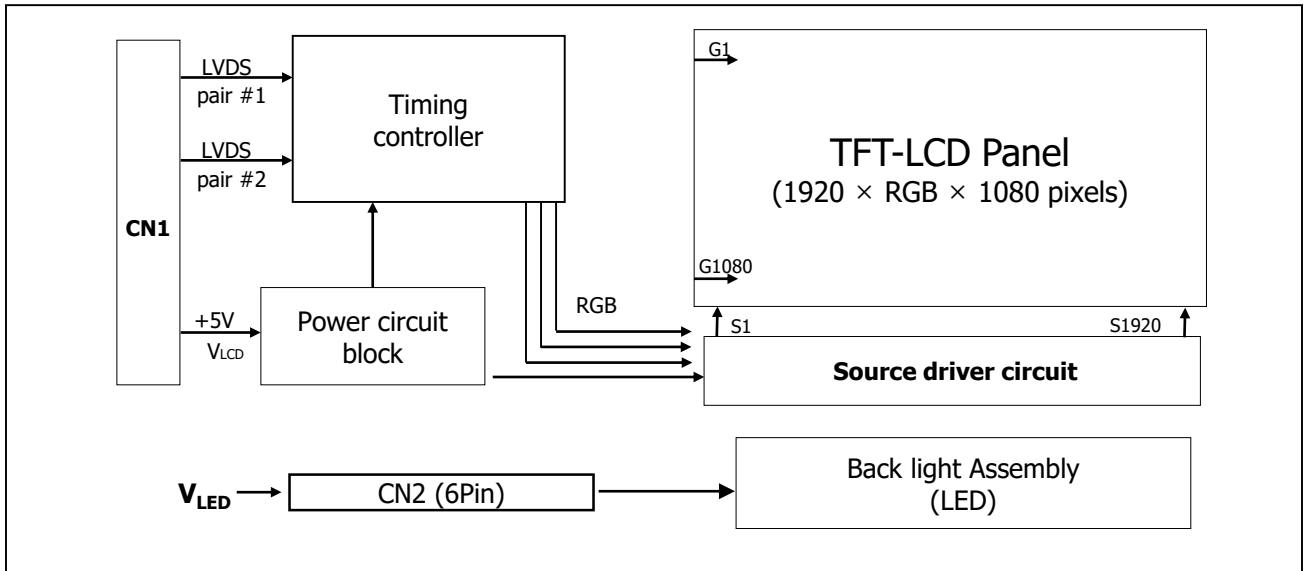 CN1
LVDS
pair #1
LVDS
pair #2
+5V
VLCD
Timing
controller
Power circuit
block
RGB
G1
TFT-LCD Panel
(1920 × RGB × 1080 pixels)
G1080
S1
S1920
Source driver circuit
VLED
CN2 (6Pin)
Back light Assembly
(LED)